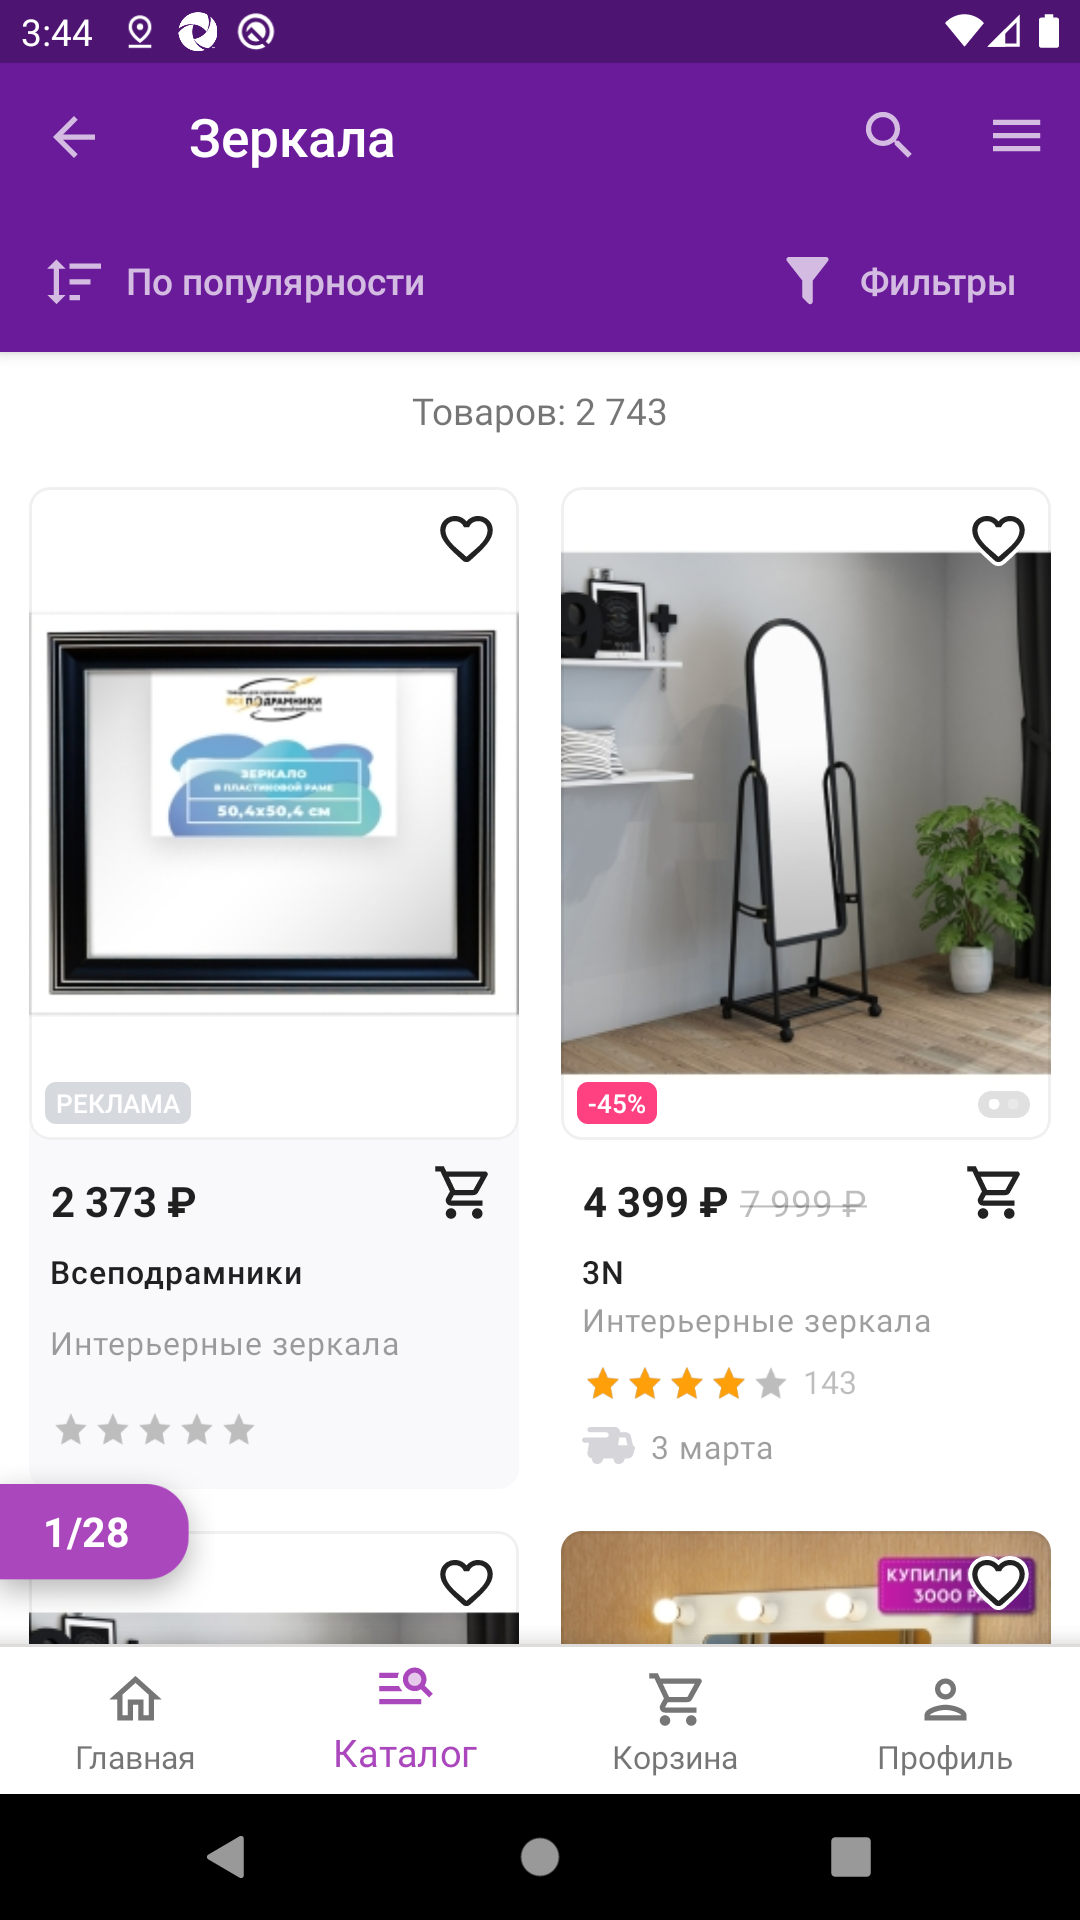 3:44
Зеркала
По популярности
Фильтры
Товаров: 2 743
ВСЕПОДРАМНИКИ
ЗЕРКАЛО
В ПЛАСТИКОВОЙ РАМЕ
50,4x50,4 см
РЕКЛАМА
-45%
2 373 ₽
4 399 ₽ 7 999 ₽
Всеподрамники
3N
Интерьерные зеркала
Интерьерные зеркала
143
3 марта
1/28
КУПИЛИ
3000
Главная
Каталог
Корзина
Профиль